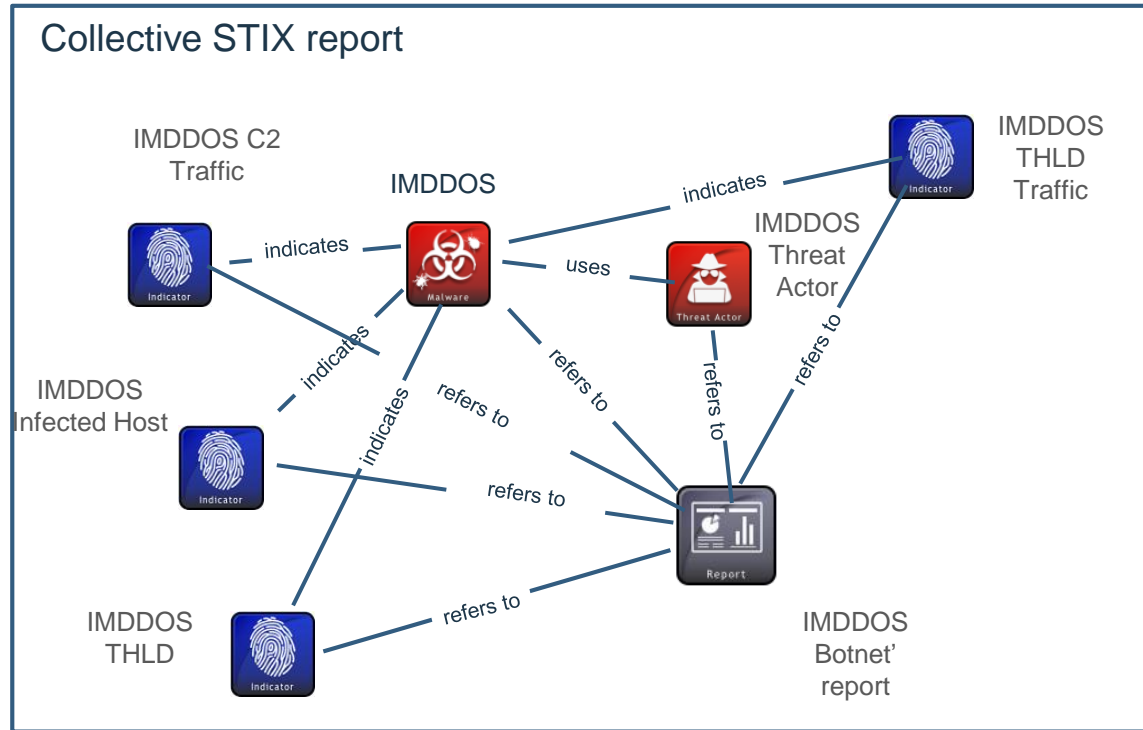 Collective STIX report
IMDDOS C2
Traffic
IMDDOS
IMDDOS
THLD
Traffic
Indicator
indicates
Indicator
indicates
Malware
uses
Threat Actor
IMDDOS
Threat
Actor
indicates
refers to
refers to
refers to
refers to
IMDDOS
Infected Host
Indicator
indicates
refers to
Report
IMDDOS
THLD
Indicator
refers to
IMDDOS
Botnet’
report